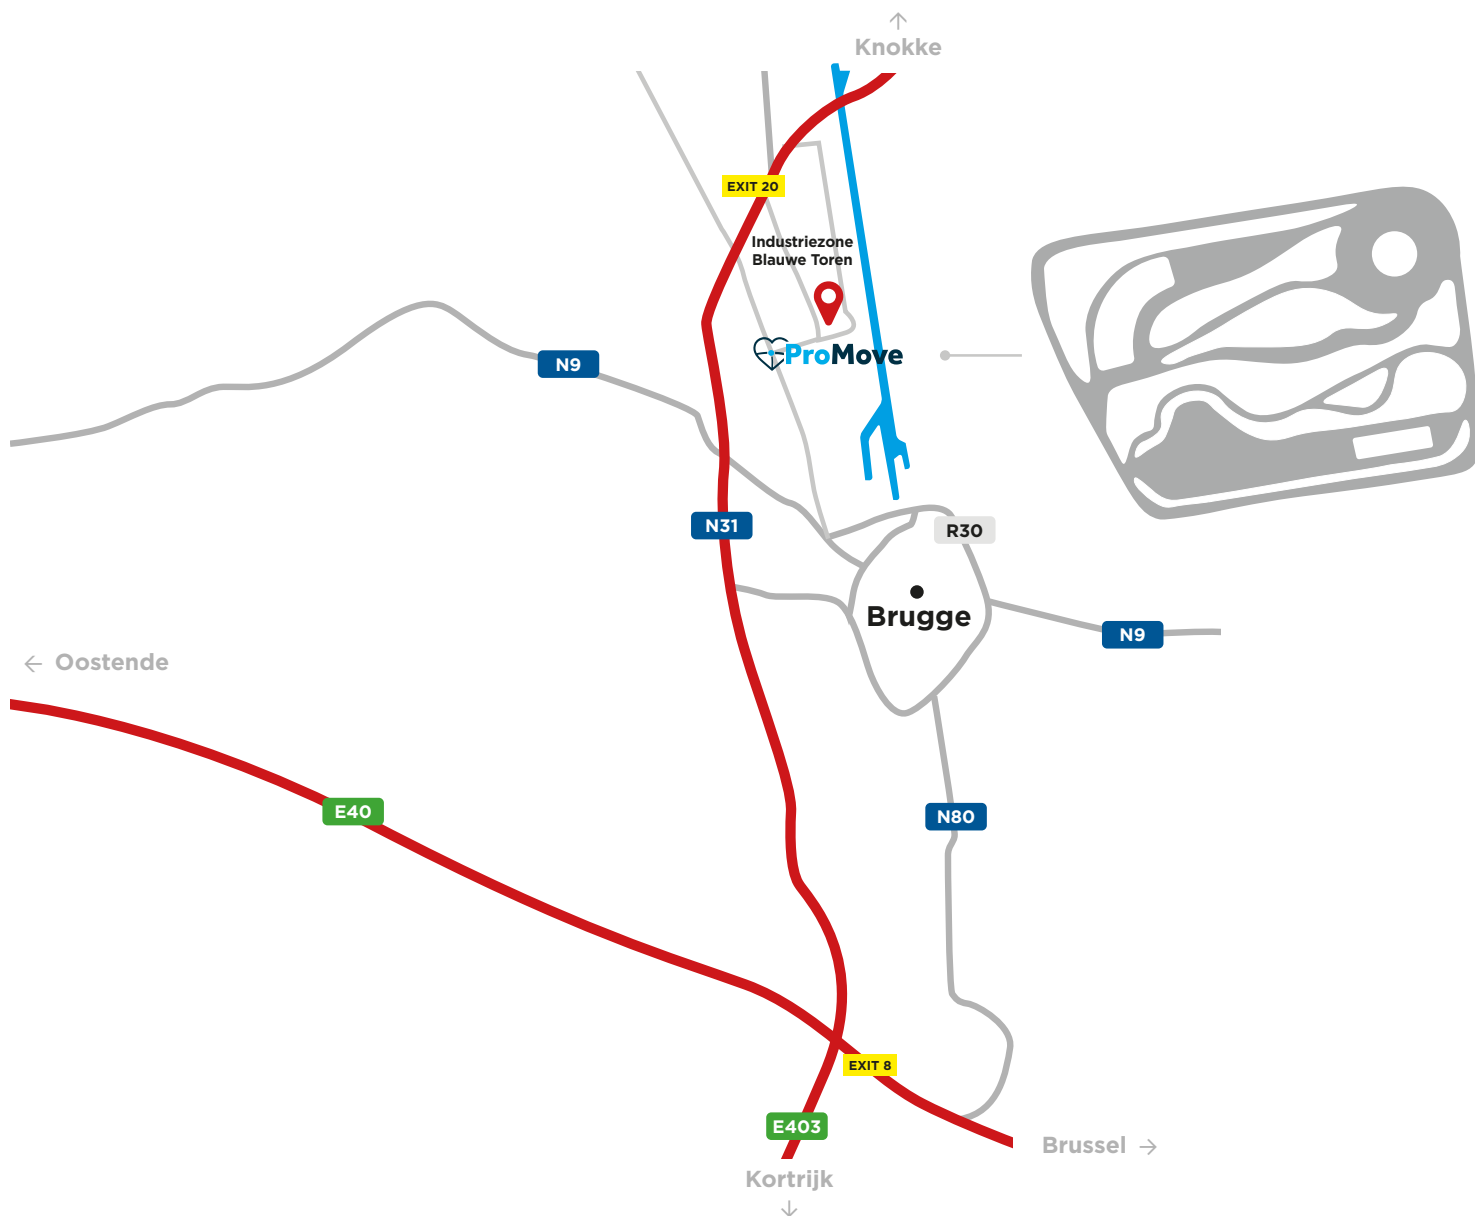 Knokke
EXIT 20
Industriezone
Blauwe Toren
ProMove
N9
N31
R30
Brugge
N9
Oostende
E40
N80
EXIT 8
E403
Brussel
Kortrijk